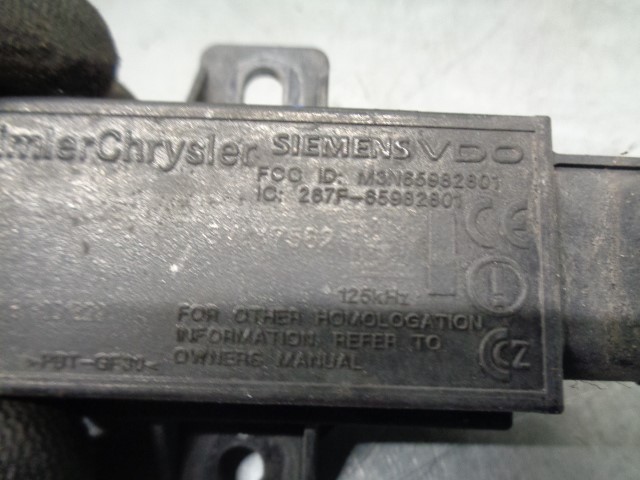 imlerChrysler SIEMENS VDO
FCC ID: M3N65982801
IC: 267F-65982801
CE
125kHz
FOR OTHER HOMOLOGATION
INFORMATION, REFER TO
OWNERS MANUAL
>PBT-GF30<